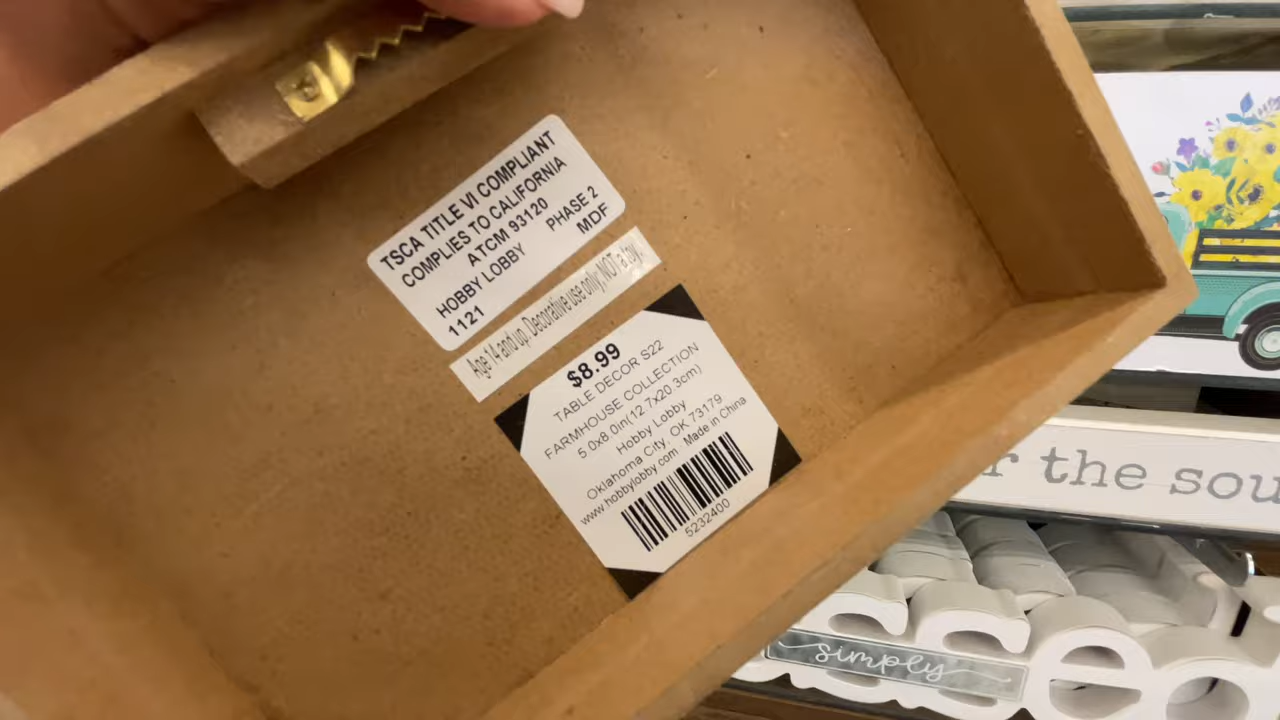 TSCA TITLE VI COMPLIANT
COMPLIES TO CALIFORNIA
ATCM 93120
HOBBY LOBBY PHASE 2
1121 MDF
Age 14 and up. Decorative use only, NOT a toy.
$8.99
TABLE DECOR S22
FARMHOUSE COLLECTION
5.0x8.0in(12.7x20.3cm)
Hobby Lobby
Oklahoma City, OK 73179
www.hobbylobby.com Made in China
5232400
r the sou
simply